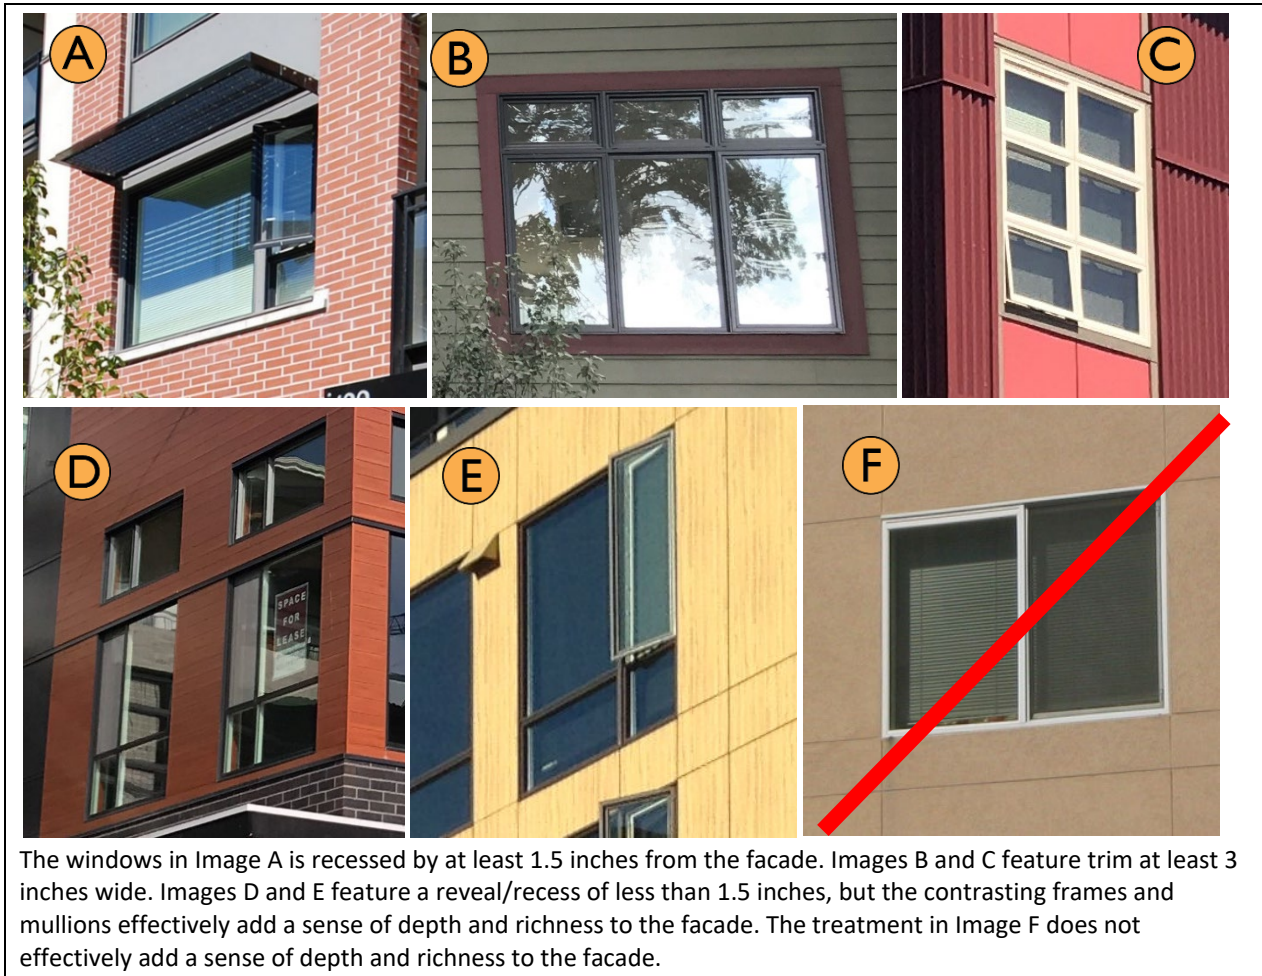 A
B
C
D
E
F
SPACE
FOR
LEASE
The windows in Image A is recessed by at least 1.5 inches from the facade. Images B and C feature trim at least 3
inches wide. Images D and E feature a reveal/recess of less than 1.5 inches, but the contrasting frames and
mullions effectively add a sense of depth and richness to the facade. The treatment in Image F does not
effectively add a sense of depth and richness to the facade.